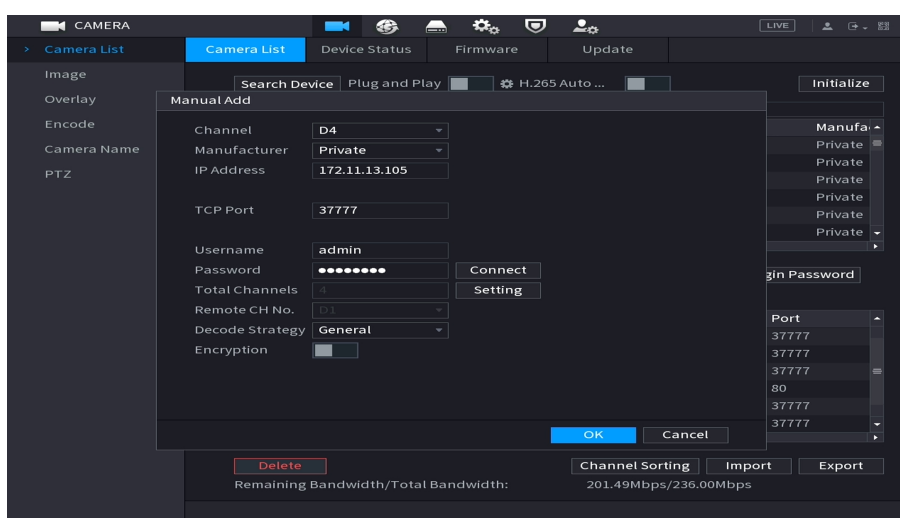 CAMERA
LIVE
Camera List
Camera List Device Status Firmware Update
Image
Search Device Plug and Play H.265 Auto ... Initialize
Overlay
Manual Add
Encode
Channel D4
Manufa
Camera Name
Manufacturer Private
Private
IP Address 172.11.13.105
Private
PTZ
Private
Private
TCP Port 37777
Private
Private
Username admin
Password ●●●●●●●● Connect
Password
Total Channels 4 Setting
Remote CH No. D1
Port
Decode Strategy General
37777
Encryption
37777
37777
80
37777
37777
OK Cancel
Delete Channel Sorting Import Export
Remaining Bandwidth/Total Bandwidth: 201.49Mbps/236.00Mbps